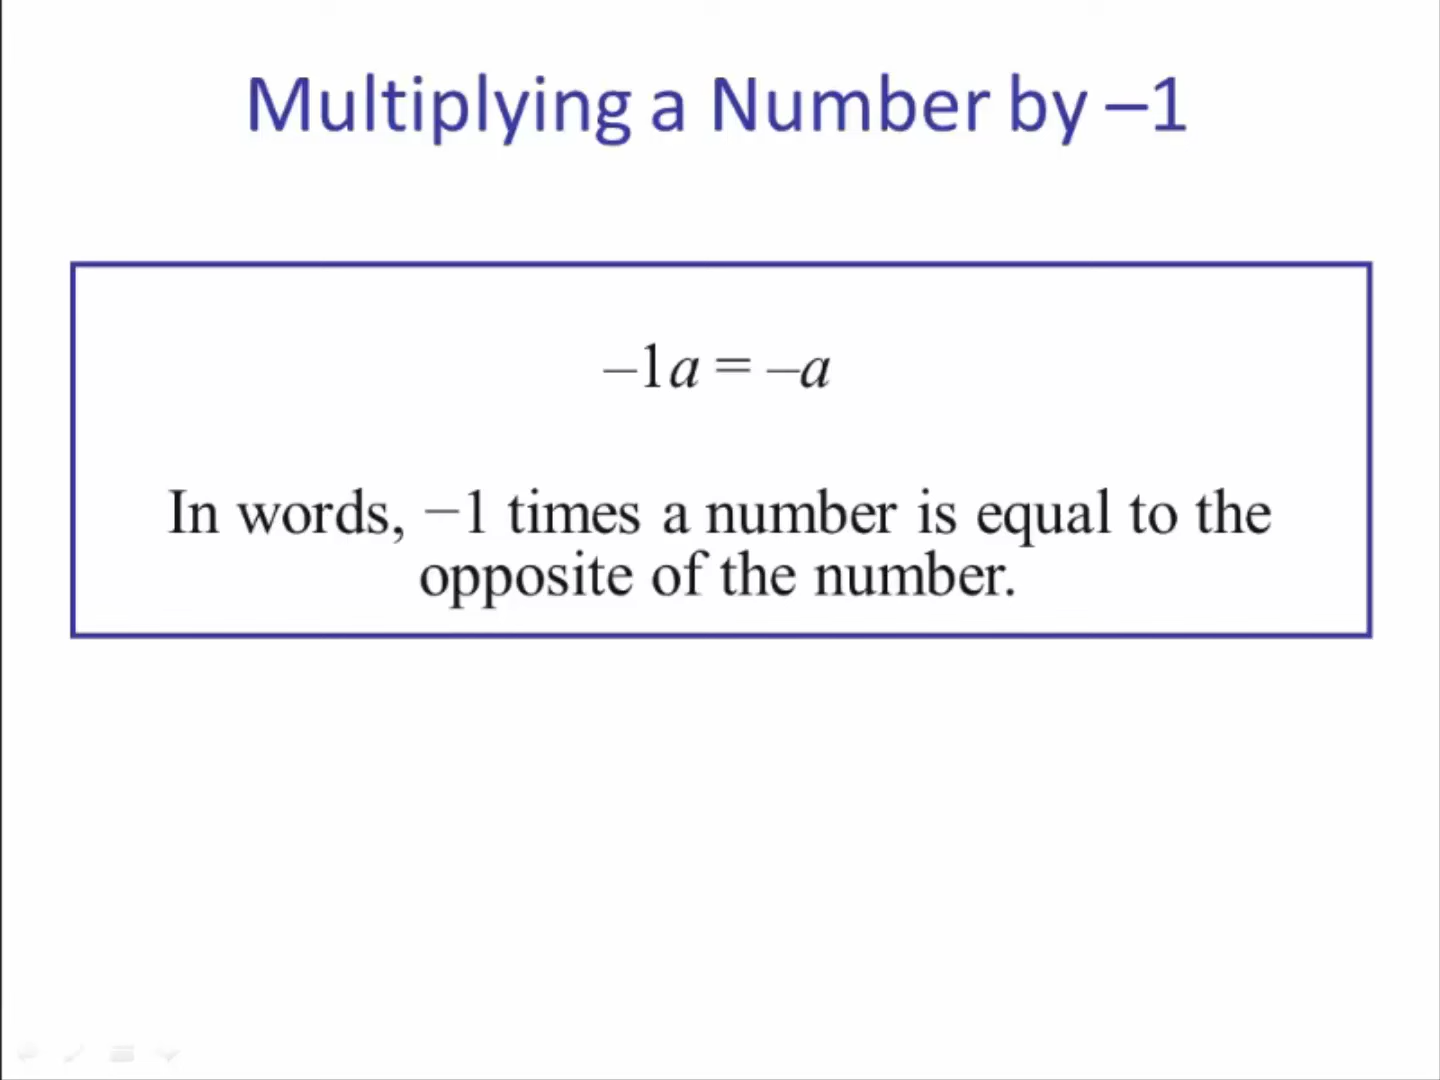 Multiplying a Number by –1
–1a = –a
In words, −1 times a number is equal to the
opposite of the number.